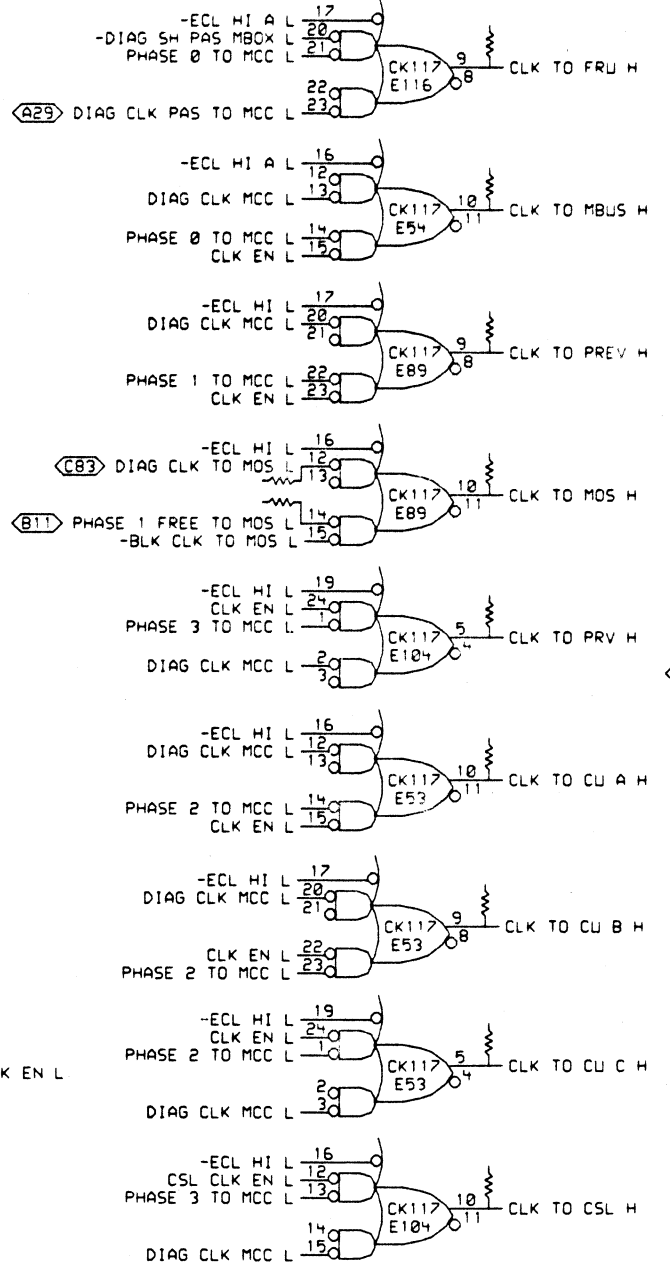 -ECL HI A L 17
-DIAG SH PAS MBOX L 20
PHASE 0 TO MCC L 21
CK117 9 CLK TO FRU H
E116 8
22
A29 DIAG CLK PAS TO MCC L 23
-ECL HI A L 16
12
DIAG CLK MCC L 13
CK117 10 CLK TO MBUS H
E54 11
PHASE 0 TO MCC L 14
CLK EN L 15
-ECL HI L 17
DIAG CLK MCC L 20
21
CK117 9 CLK TO PREV H
E89 8
PHASE 1 TO MCC L 22
CLK EN L 23
-ECL HI L 16
C83 DIAG CLK TO MOS L 12
13
CK117 10 CLK TO MOS H
E89 11
B11 PHASE 1 FREE TO MOS L 14
-BLK CLK TO MOS L 15
-ECL HI L 19
CLK EN L 24
PHASE 3 TO MCC L 1
CK117 5 CLK TO PRV H
E104 4
DIAG CLK MCC L 2
3
-ECL HI L 16
DIAG CLK MCC L 12
13
CK117 10 CLK TO CU A H
E53 11
PHASE 2 TO MCC L 14
CLK EN L 15
-ECL HI L 17
DIAG CLK MCC L 20
21
CK117 9 CLK TO CU B H
E53 8
CLK EN L 22
PHASE 2 TO MCC L 23
-ECL HI L 19
CLK EN L 24
PHASE 2 TO MCC L 1
CK117 5 CLK TO CU C H
E53 4
K EN L
2
DIAG CLK MCC L 3
-ECL HI L 16
CSL CLK EN L 12
PHASE 3 TO MCC L 13
CK117 10 CLK TO CSL H
E104 11
14
DIAG CLK MCC L 15